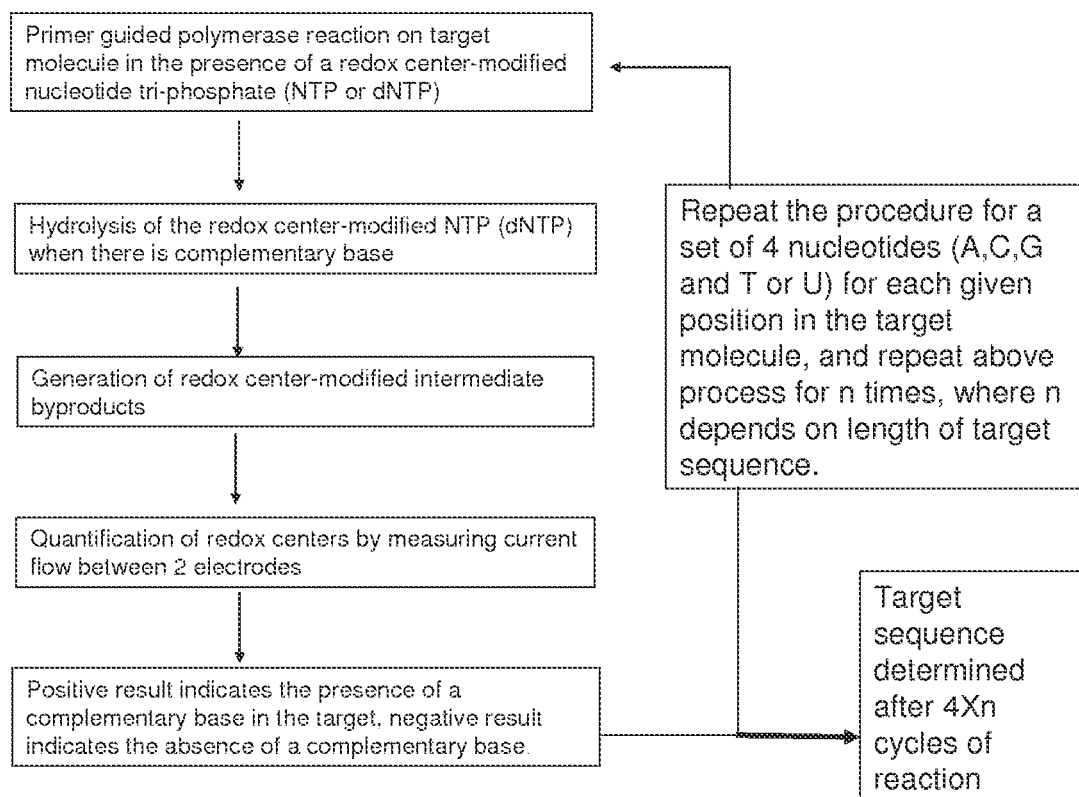 Primer guided polymerase reaction on target
molecule in the presence of a redox center-modified
nucleotide tri-phosphate (NTP or dNTP)
Hydrolysis of the redox center-modified NTP (dNTP)
when there is complementary base
Generation of redox center-modified intermediate
byproducts
Quantification of redox centers by measuring current
flow between 2 electrodes
Positive result indicates the presence of a
complementary base in the target, negative result
indicates the absence of a complementary base.
Repeat the procedure for a
set of 4 nucleotides (A,C,G
and T or U) for each given
position in the target
molecule, and repeat above
process for n times, where n
depends on length of target
sequence.
Target
sequence
determined
after 4Xn
cycles of
reaction